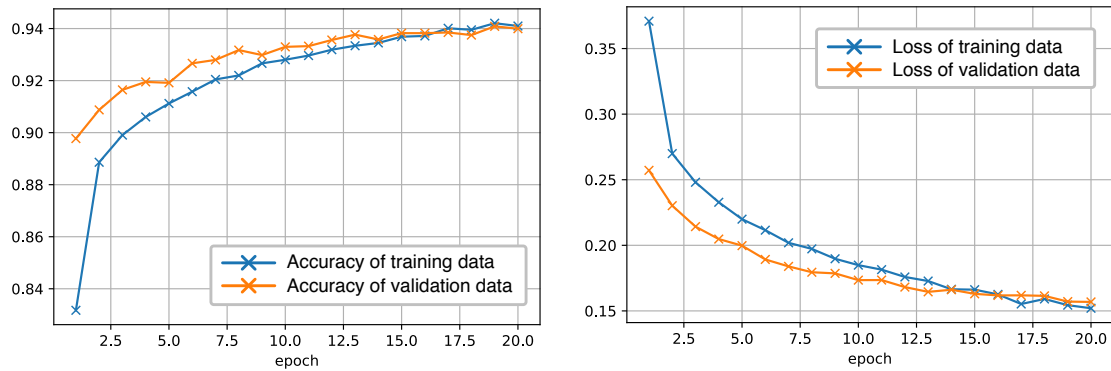 0.94
0.92
0.90
0.88
0.86
0.84
Accuracy of training data
Accuracy of validation data
2.5 5.0 7.5 10.0 12.5 15.0 17.5 20.0
epoch
0.35
0.30
0.25
0.20
0.15
Loss of training data
Loss of validation data
2.5 5.0 7.5 10.0 12.5 15.0 17.5 20.0
epoch